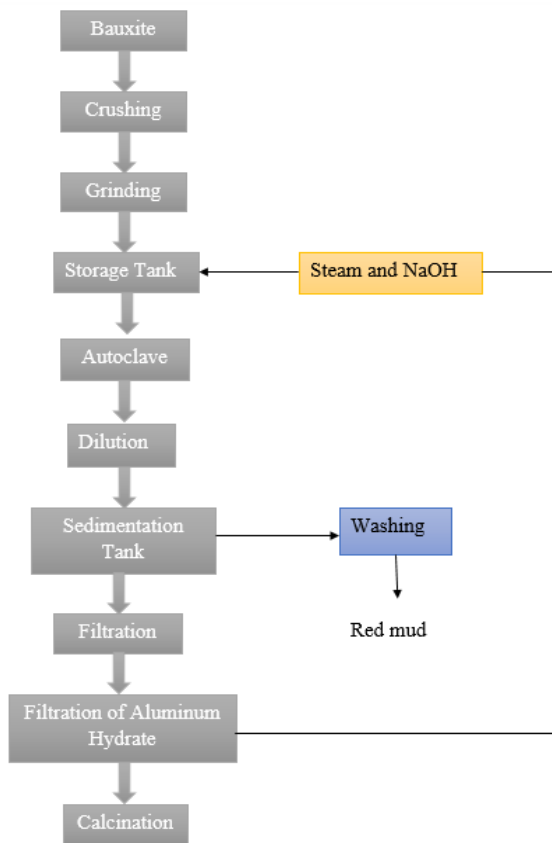 Bauxite
Crushing
Grinding
Storage Tank
Steam and NaOH
Autoclave
Dilution
Sedimentation
Tank
Washing
Filtration
Red mud
Filtration of Aluminum
Hydrate
Calcination